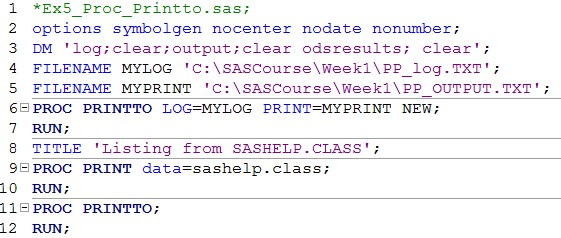 1 *Ex5_Proc_Printto.sas;
2 options symbolgen nocenter nodate nonumber;
3 DM 'log;clear;output;clear odsresults; clear';
4 FILENAME MYLOG 'C:\SASCourse\Week1\PP_log.TXT';
5 FILENAME MYPRINT 'C:\SASCourse\Week1\PP_OUTPUT.TXT';
6 PROC PRINTTO LOG=MYLOG PRINT=MYPRINT NEW;
7 RUN;
8 TITLE 'Listing from SASHELP.CLASS';
9 PROC PRINT data=sashelp.class;
10 RUN;
11 PROC PRINTTO;
12 RUN;